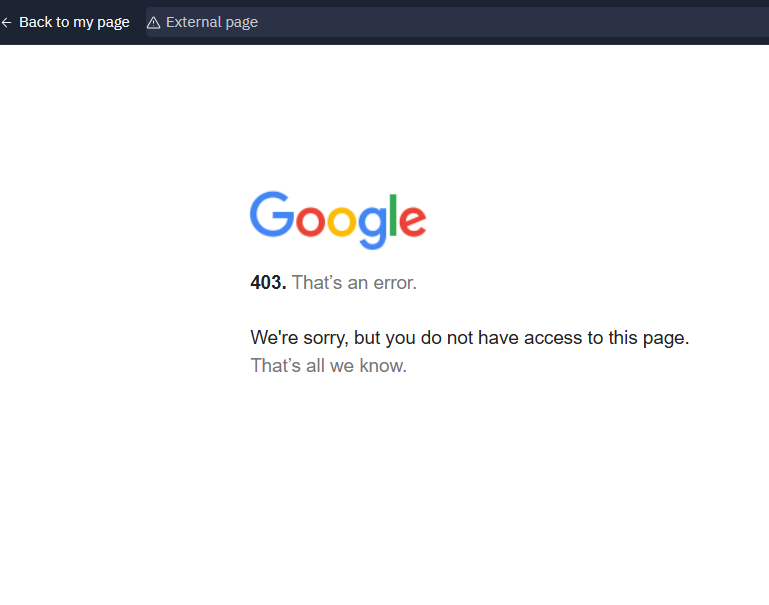 Back to my page
External page
Google
403. That’s an error.
We're sorry, but you do not have access to this page.
That’s all we know.